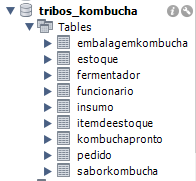 tribos_kombucha
Tables
embalagemkombucha
estoque
fermentador
funcionario
insumo
itemdeestoque
kombuchapronto
pedido
saborkombucha